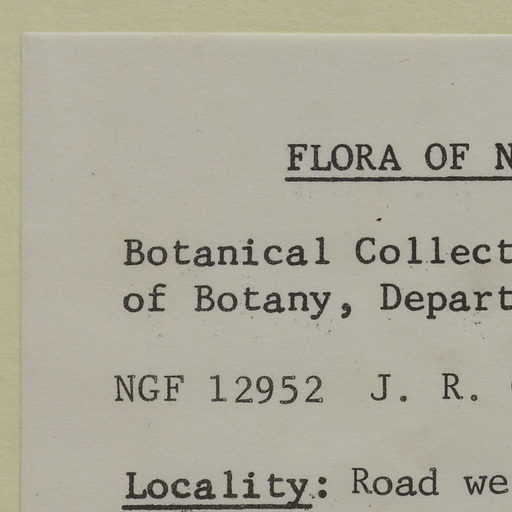 FLORA OF N
Botanical Collect
of Botany, Depart
NGF 12952 J. R.
Locality: Road we